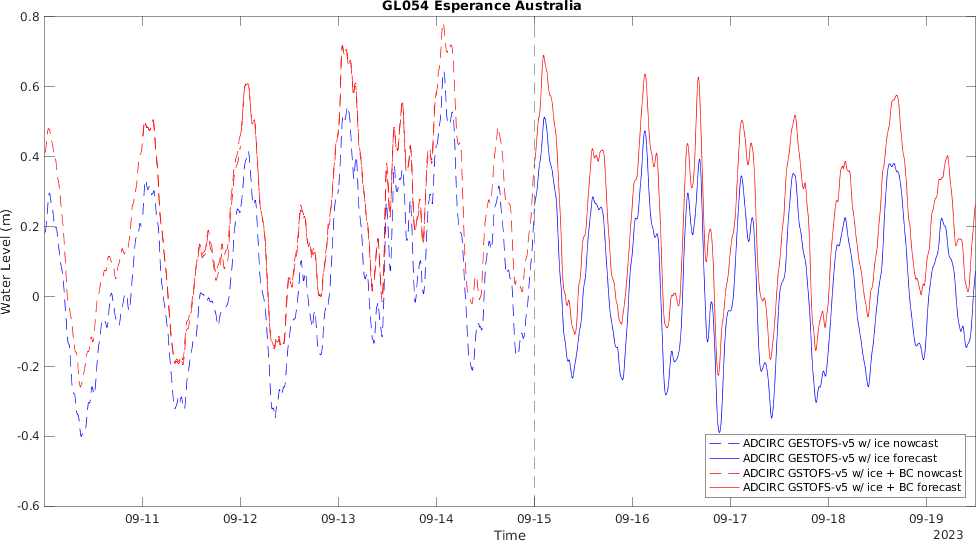 GL054 Esperance Australia
Water Level (m)
0.8
0.6
0.4
0.2
0
-0.2
-0.4
-0.6
ADCIRC GESTOFS-v5 w/ ice nowcast
ADCIRC GESTOFS-v5 w/ ice forecast
ADCIRC GSTOFS-v5 w/ ice + BC nowcast
ADCIRC GSTOFS-v5 w/ ice + BC forecast
09-11 09-12 09-13 09-14 09-15 09-16 09-17 09-18 09-19
Time
2023